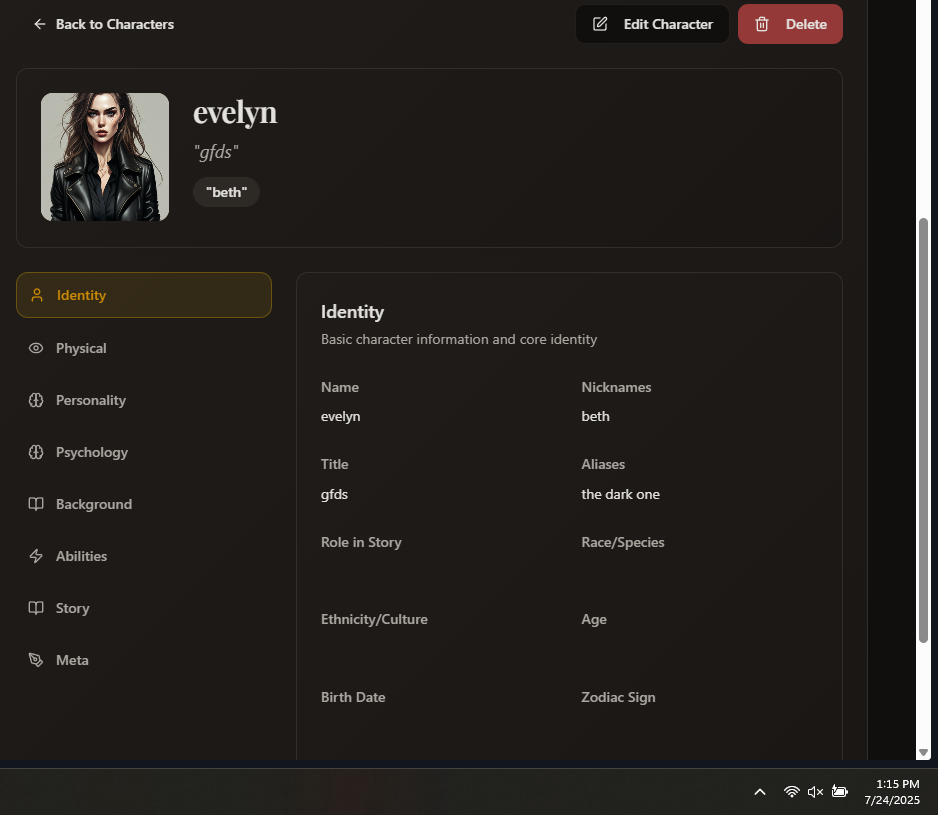 Back to Characters
Edit Character
Delete
evelyn
"gfds"
"beth"
Identity
Physical
Personality
Psychology
Background
Abilities
Story
Meta
Identity
Basic character information and core identity
Name
Nicknames
evelyn
beth
Title
Aliases
gfds
the dark one
Role in Story
Race/Species
Ethnicity/Culture
Age
Birth Date
Zodiac Sign
1:15 PM
7/24/2025